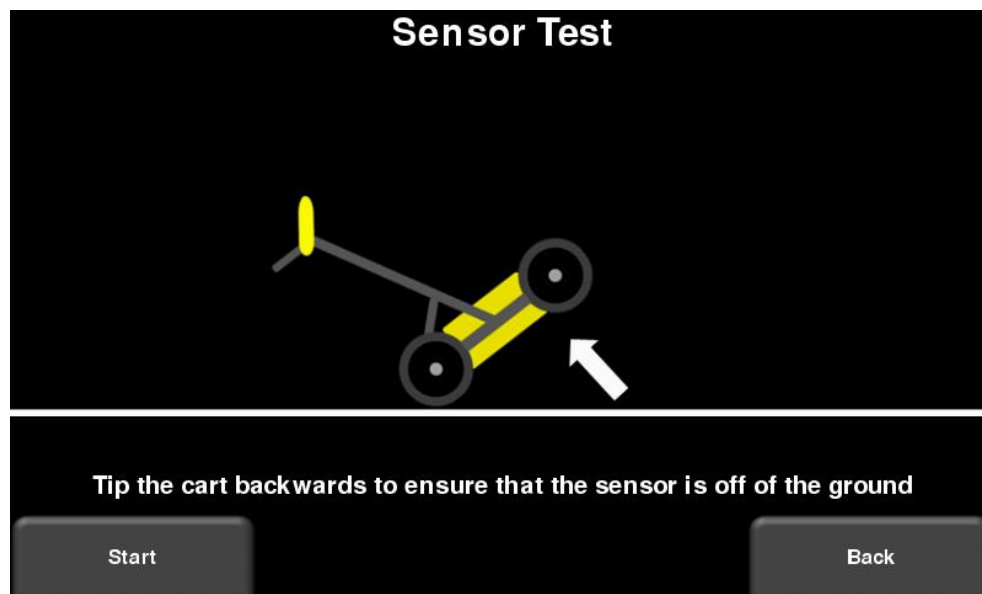 Sensor Test
Tip the cart backwards to ensure that the sensor is off of the ground
Start
Back